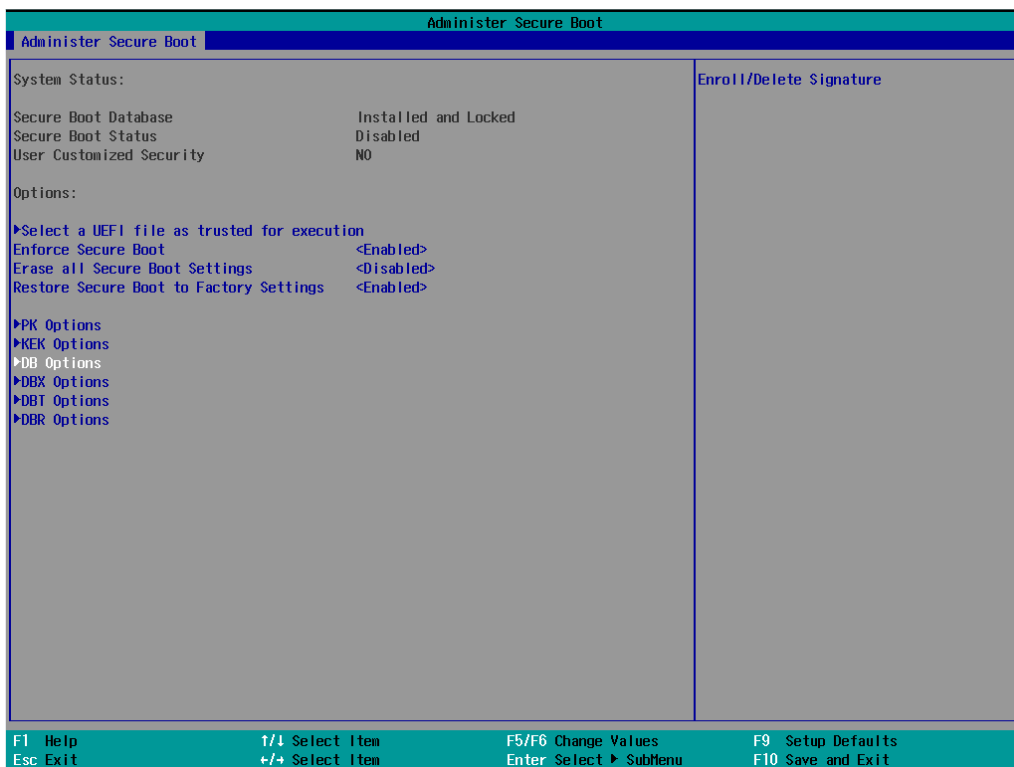 Administer Secure Boot
Administer Secure Boot
System Status:
Enroll/Delete Signature
Secure Boot Database Installed and Locked
Secure Boot Status Disabled
User Customized Security NO
Options:
▶Select a UEFI file as trusted for execution
Enforce Secure Boot <Enabled>
Erase all Secure Boot Settings <Disabled>
Restore Secure Boot to Factory Settings <Enabled>
▶PK Options
▶KEK Options
▶DB Options
▶DBX Options
▶DBT Options
▶DBR Options
F1 Help ↑/↓ Select Item F5/F6 Change Values F9 Setup Defaults
Esc Exit ←/→ Select Item Enter Select ▶ SubMenu F10 Save and Exit